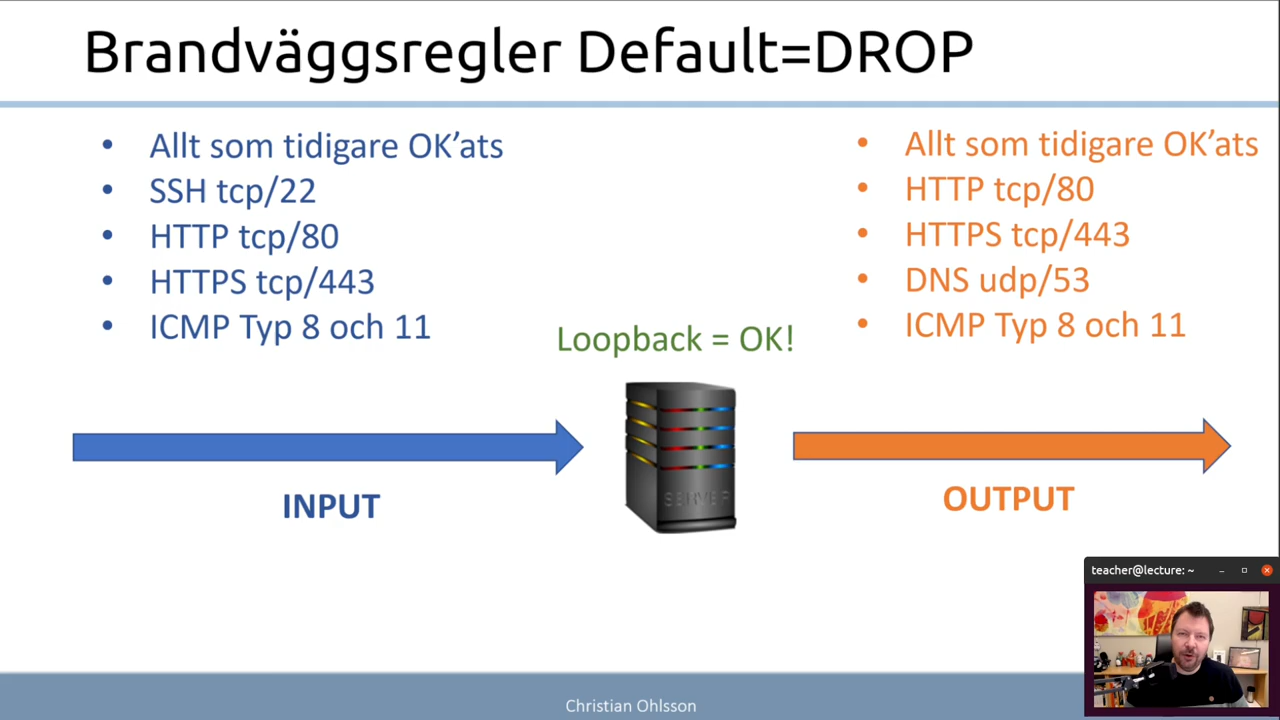 Brandväggsregler Default=DROP
• Allt som tidigare OK’ats
• SSH tcp/22
• HTTP tcp/80
• HTTPS tcp/443
• ICMP Typ 8 och 11
Loopback = OK!
• Allt som tidigare OK’ats
• HTTP tcp/80
• HTTPS tcp/443
• DNS udp/53
• ICMP Typ 8 och 11
SERVER
INPUT
OUTPUT
teacher@lecture: ~
Christian Ohlsson